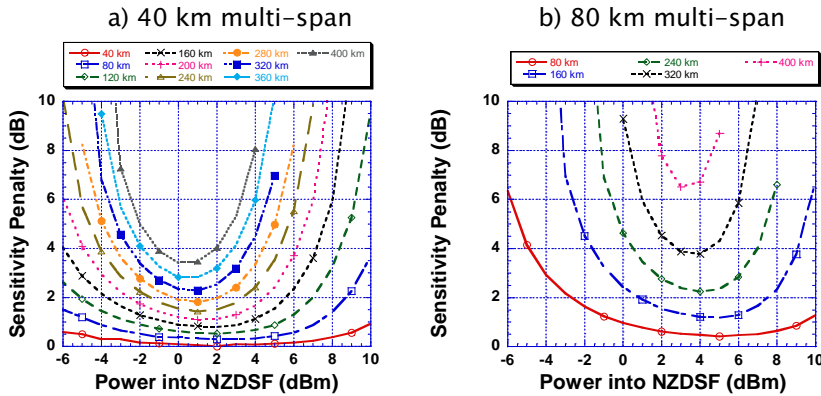 a) 40 km multi-span
40 km
160 km
280 km
400 km
80 km
200 km
320 km
120 km
240 km
360 km
10
8
6
4
2
0
-6 -4 -2 0 2 4 6 8 10
Sensitivity Penalty (dB)
Power into NZDSF (dBm)
b) 80 km multi-span
80 km
240 km
400 km
160 km
320 km
10
8
6
4
2
0
-6 -4 -2 0 2 4 6 8 10
Sensitivity Penalty (dB)
Power into NZDSF (dBm)